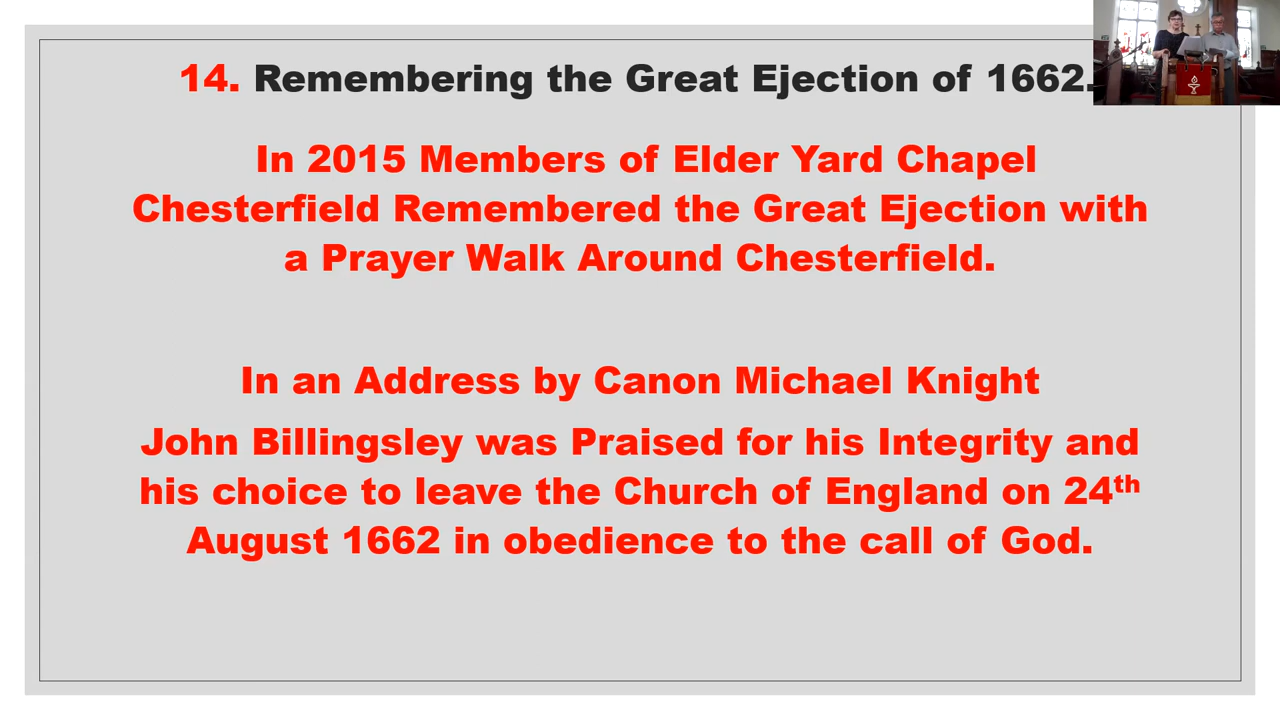 14. Remembering the Great Ejection of 1662.
In 2015 Members of Elder Yard Chapel
Chesterfield Remembered the Great Ejection with
a Prayer Walk Around Chesterfield.
In an Address by Canon Michael Knight
John Billingsley was Praised for his Integrity and
his choice to leave the Church of England on 24th
August 1662 in obedience to the call of God.